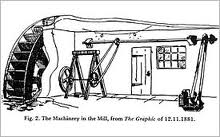 Fig. 2. The Machinery in the Mill, from The Graphic of 12.11.1881.